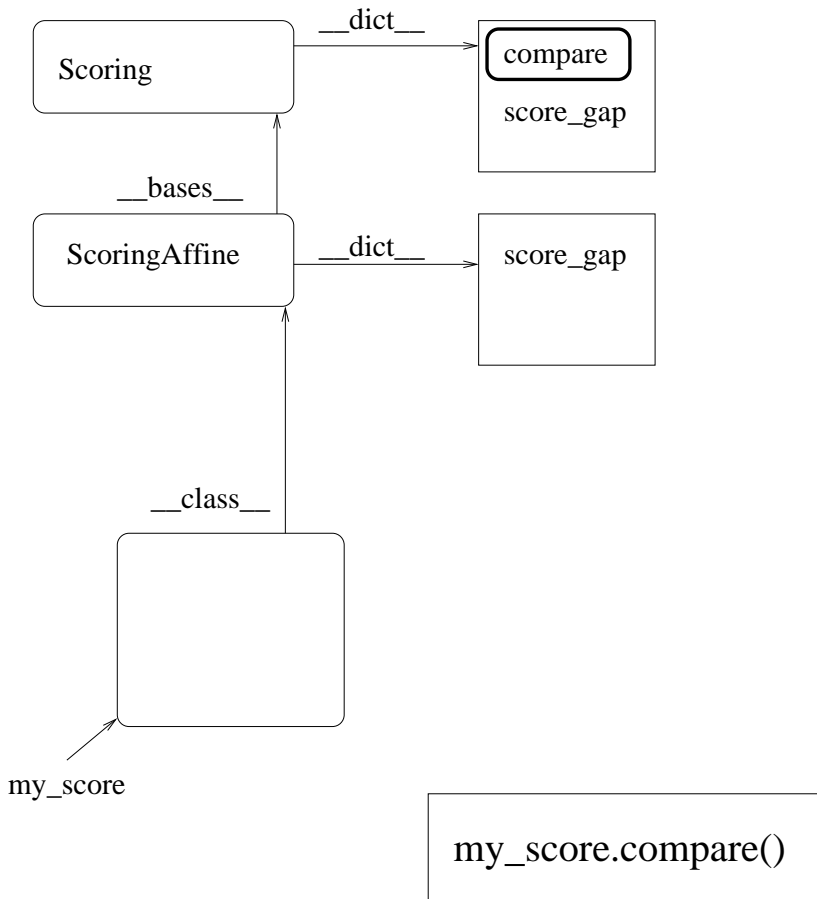 __dict__
Scoring
compare
score_gap
__bases__
ScoringAffine
__dict__
score_gap
__class__
my_score
my_score.compare()